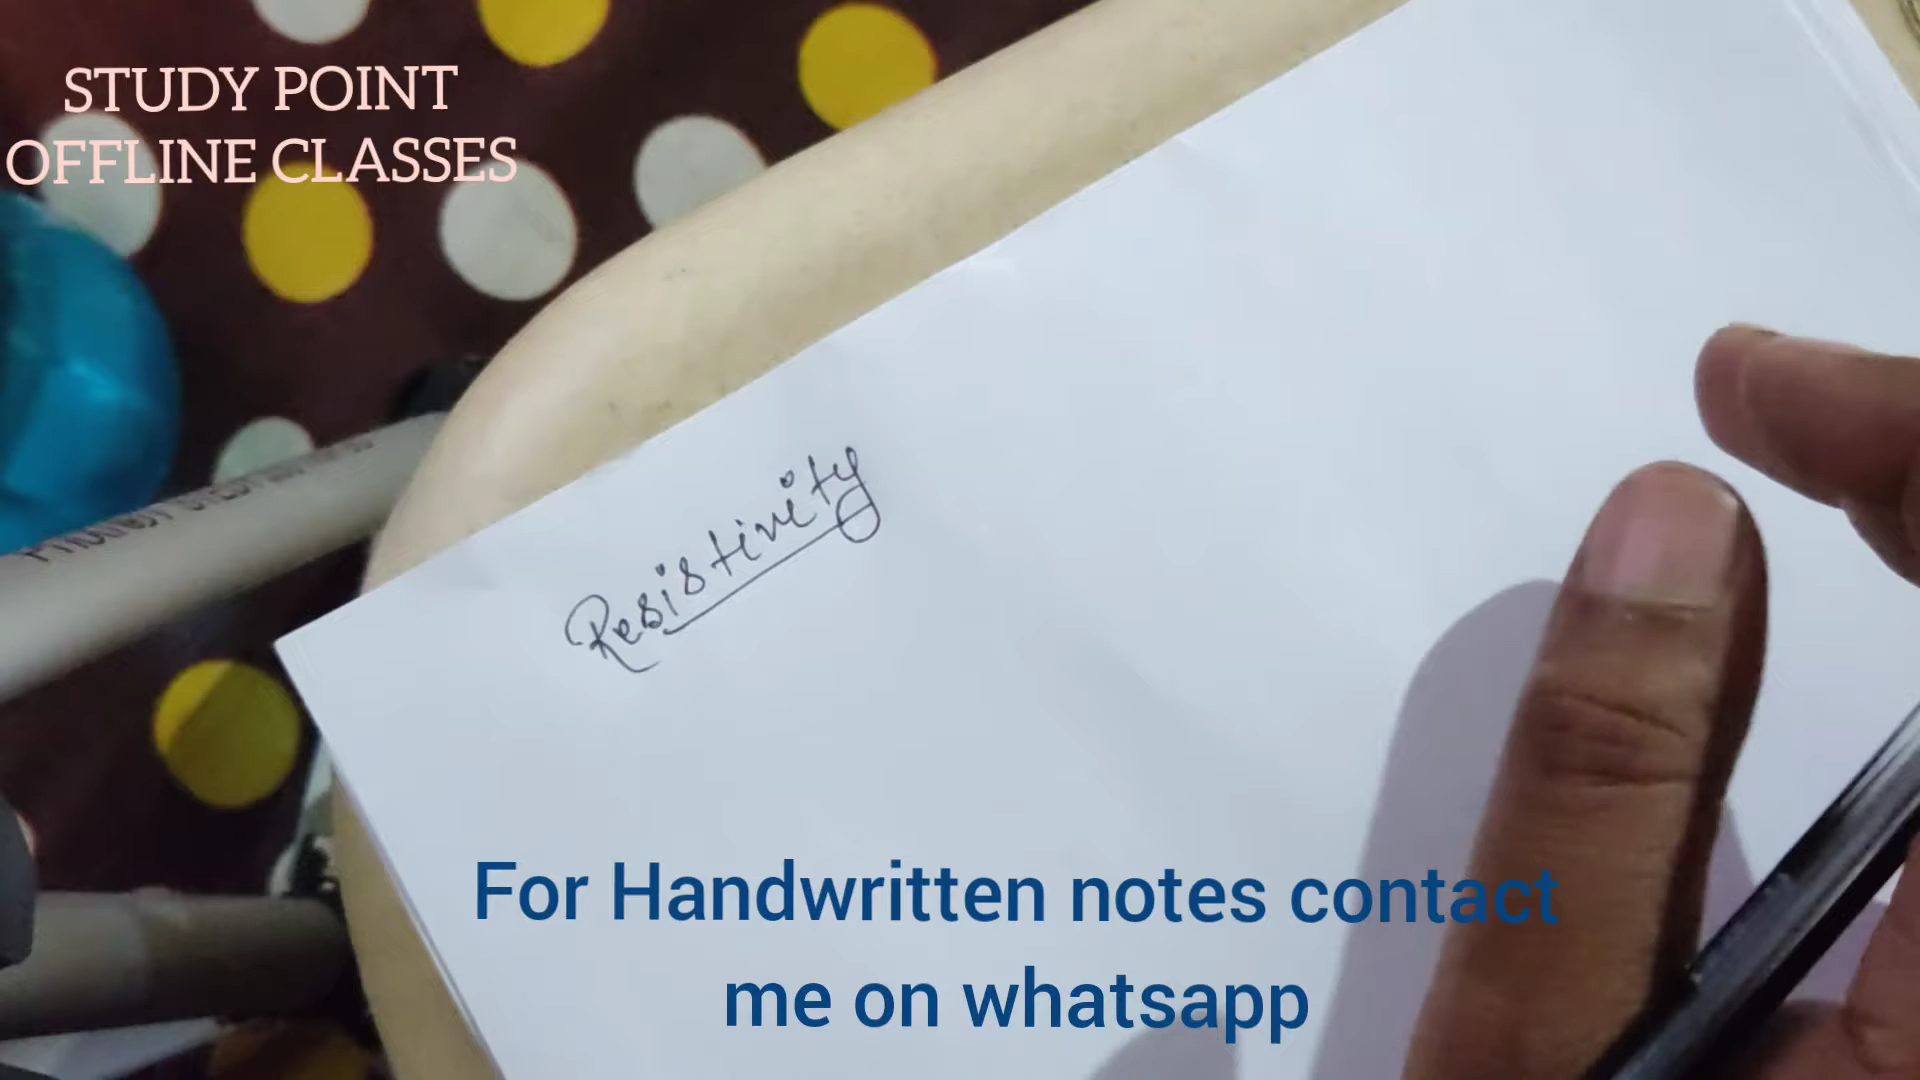 STUDY POINT
OFFLINE CLASSES
Resistivity
For Handwritten notes contact
me on whatsapp